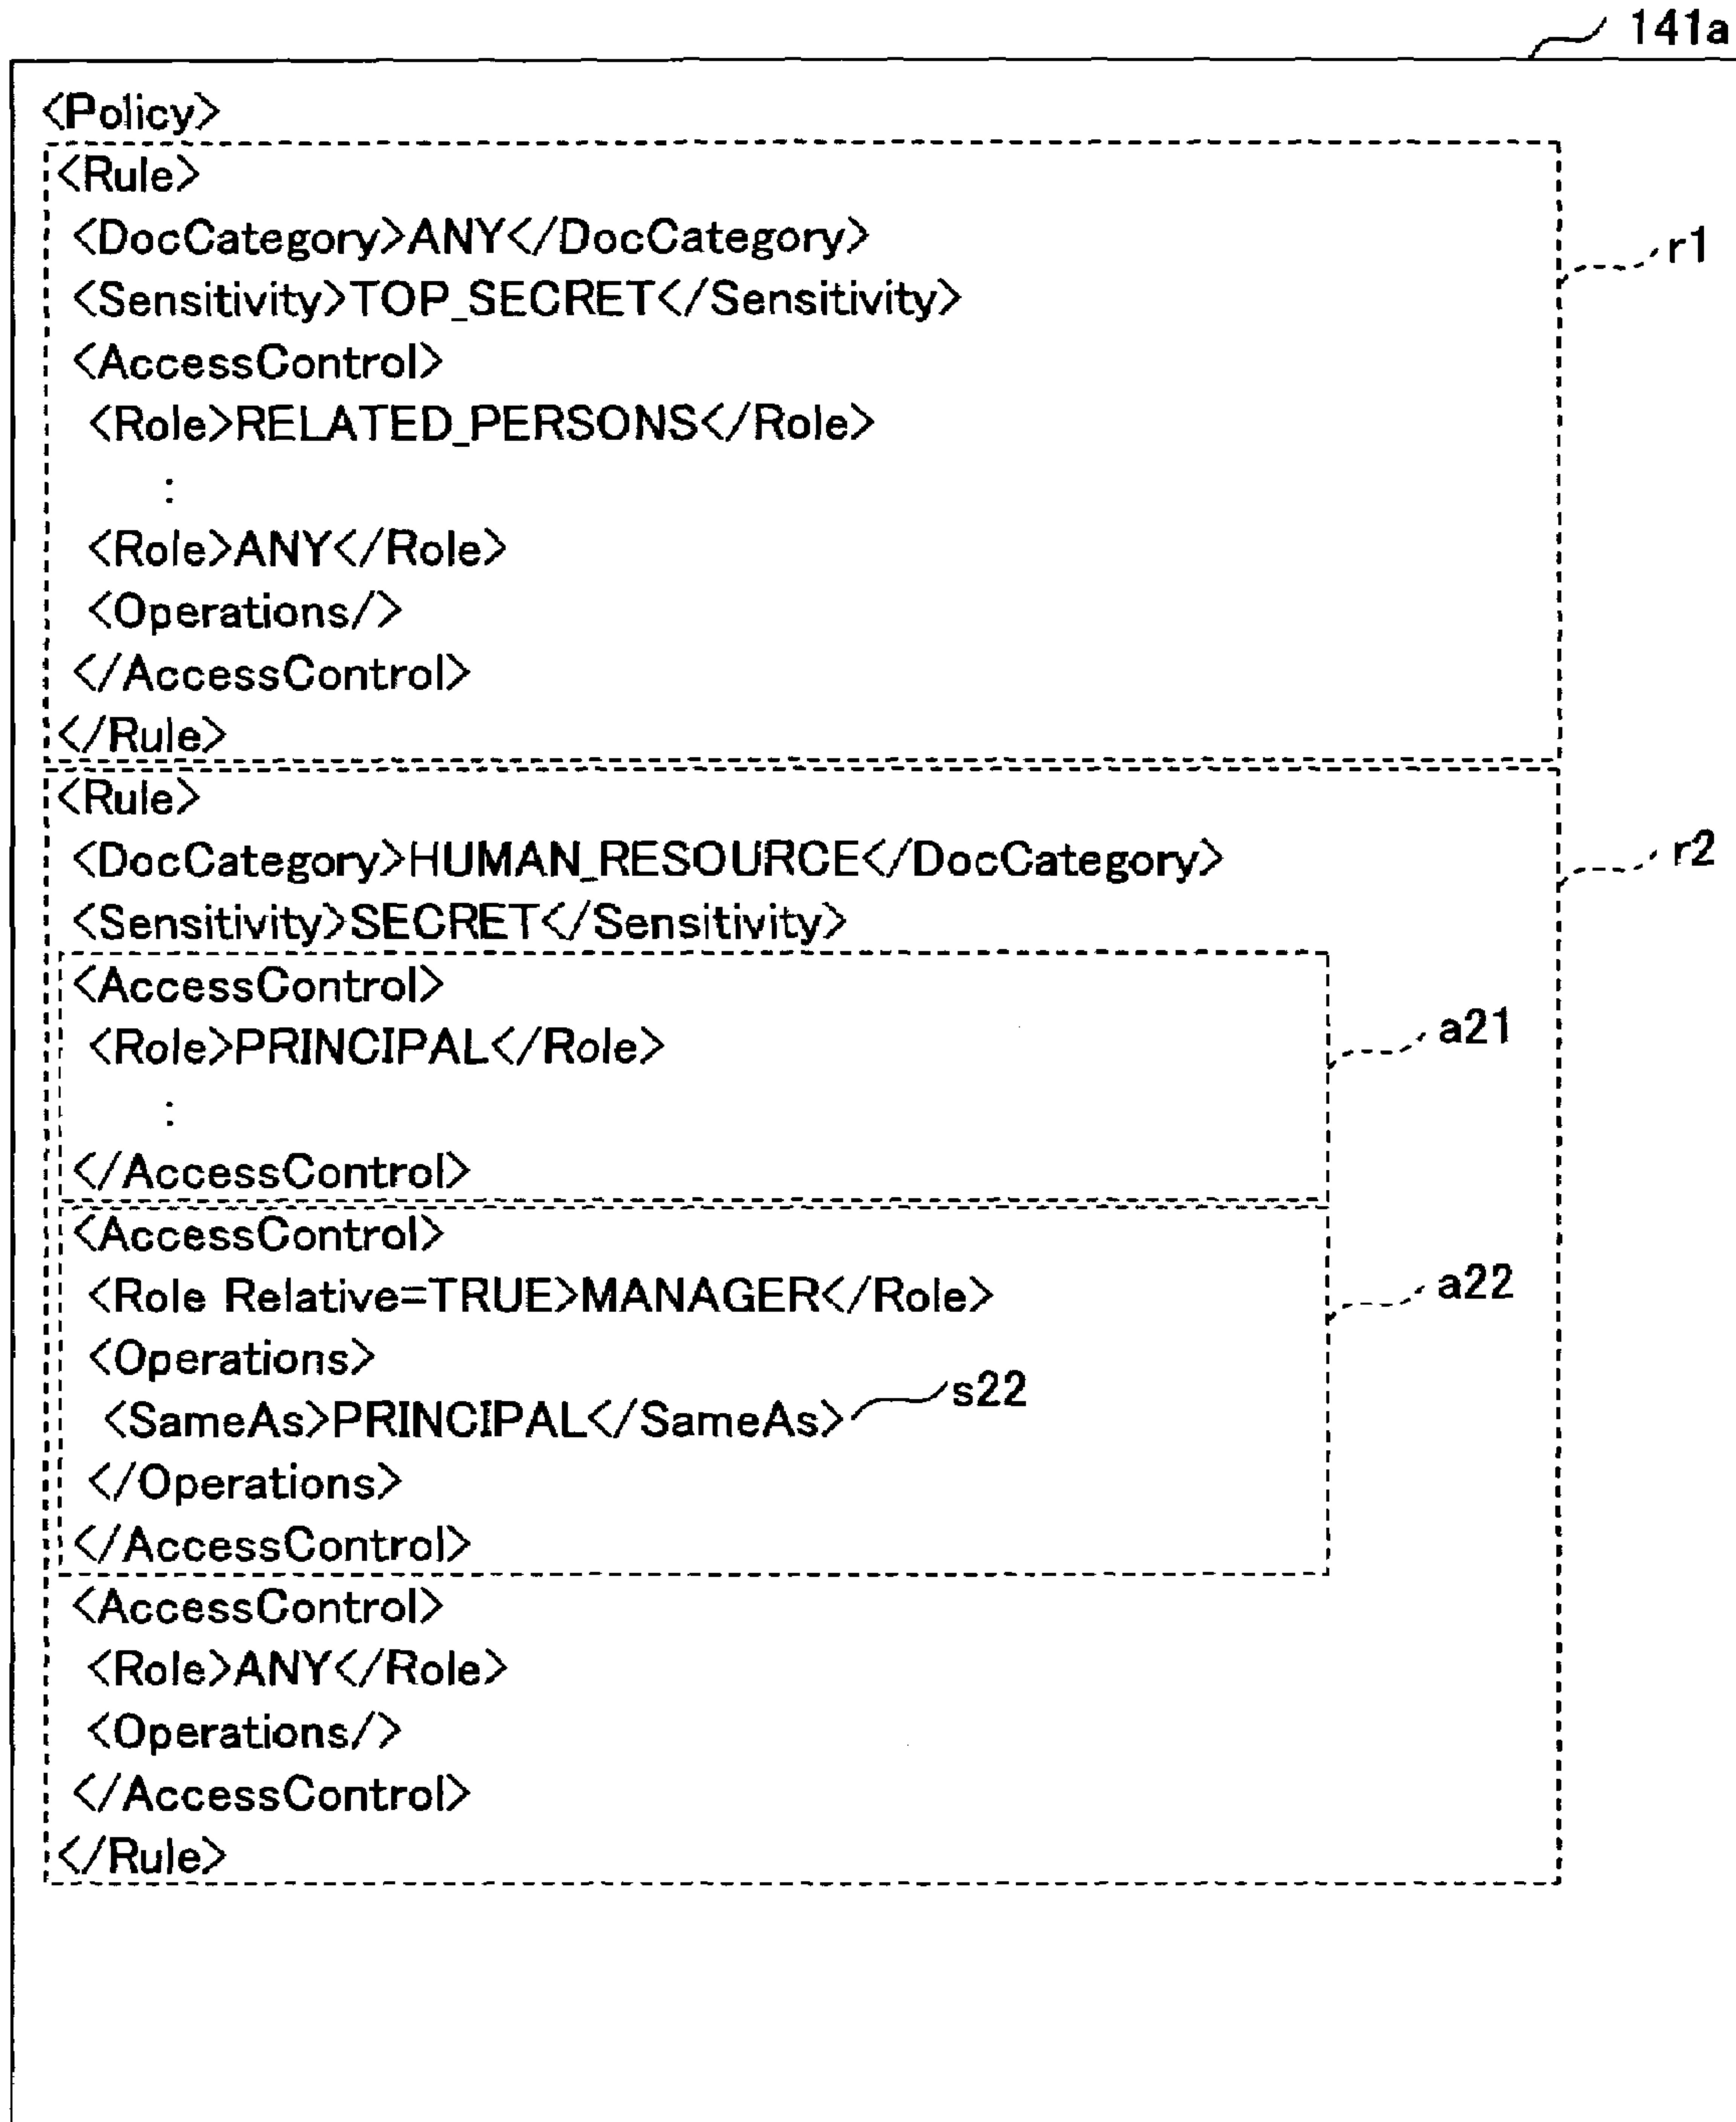 141a
<Policy>
<Rule>
<DocCategory>ANY</DocCategory>
r1
<Sensitivity>TOP_SECRET</Sensitivity>
<AccessControl>
<Role>RELATED_PERSONS</Role>
:
<Role>ANY</Role>
<Operations/>
</AccessControl>
</Rule>
<Rule>
<DocCategory>HUMAN_RESOURCE</DocCategory>
r2
<Sensitivity>SECRET</Sensitivity>
<AccessControl>
<Role>PRINCIPAL</Role>
a21
:
</AccessControl>
<AccessControl>
<Role Relative=TRUE>MANAGER</Role>
a22
<Operations>
<SameAs>PRINCIPAL</SameAs>
s22
</Operations>
</AccessControl>
<AccessControl>
<Role>ANY</Role>
<Operations/>
</AccessControl>
</Rule>